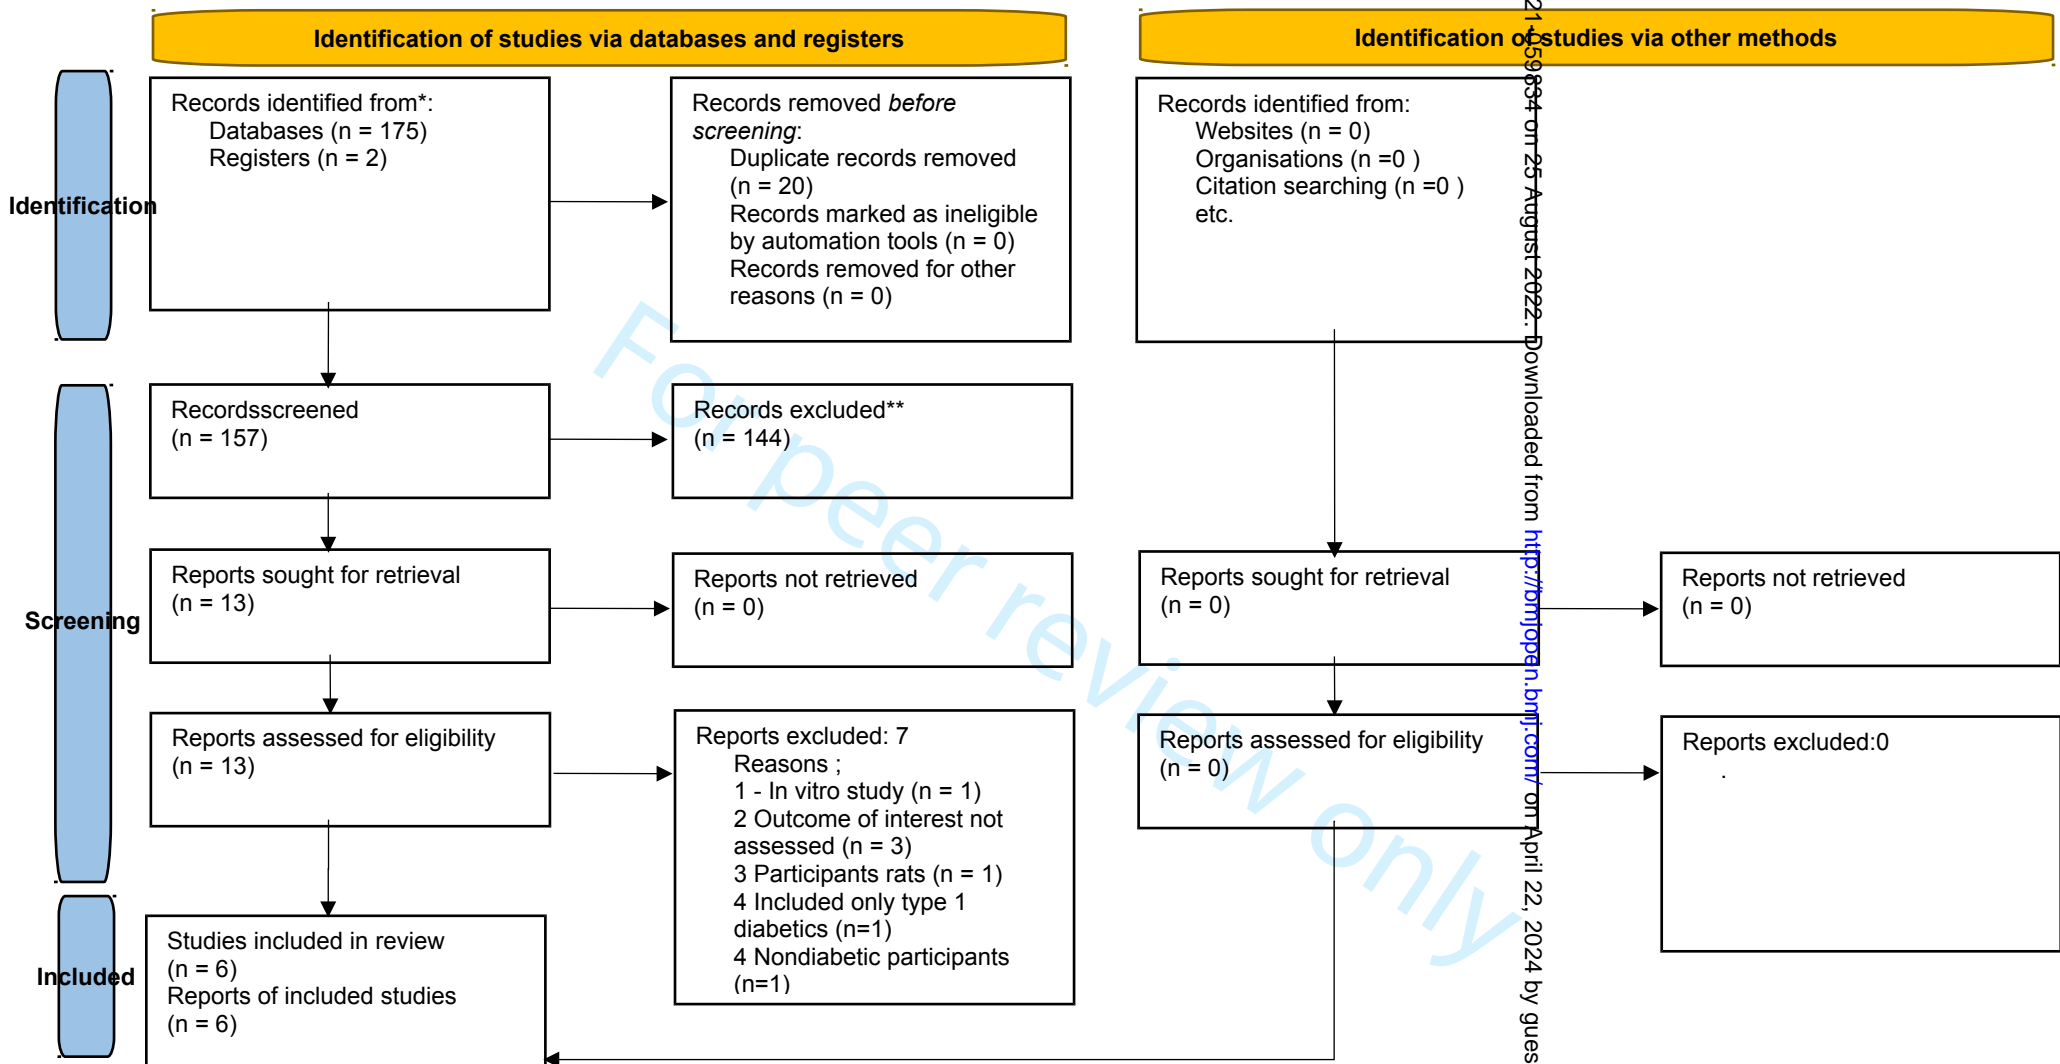 Identification of studies via databases and registers
Identification of studies via other methods
Identification
Records identified from*:
Databases (n = 175)
Registers (n = 2)
Records removed before
screening:
Duplicate records removed
(n = 20)
Records marked as ineligible
by automation tools (n = 0)
Records removed for other
reasons (n = 0)
Records identified from:
Websites (n = 0)
Organisations (n =0 )
Citation searching (n =0 )
etc.
Screening
Recordsscreened
(n = 157)
Records excluded**
(n = 144)
Reports sought for retrieval
(n = 13)
Reports not retrieved
(n = 0)
Reports sought for retrieval
(n = 0)
Reports not retrieved
(n = 0)
Reports assessed for eligibility
(n = 13)
Reports excluded: 7
Reasons ;
1 - In vitro study (n = 1)
2 Outcome of interest not
assessed (n = 3)
3 Participants rats (n = 1)
4 Included only type 1
diabetics (n=1)
4 Nondiabetic participants
(n=1)
Reports assessed for eligibility
(n = 0)
Reports excluded:0
.
Included
Studies included in review
(n = 6)
Reports of included studies
(n = 6)
For peer review only
21-059834 on 25 August 2022. Downloaded from http://bmjopen.bmj.com/ on April 22, 2024 by gues